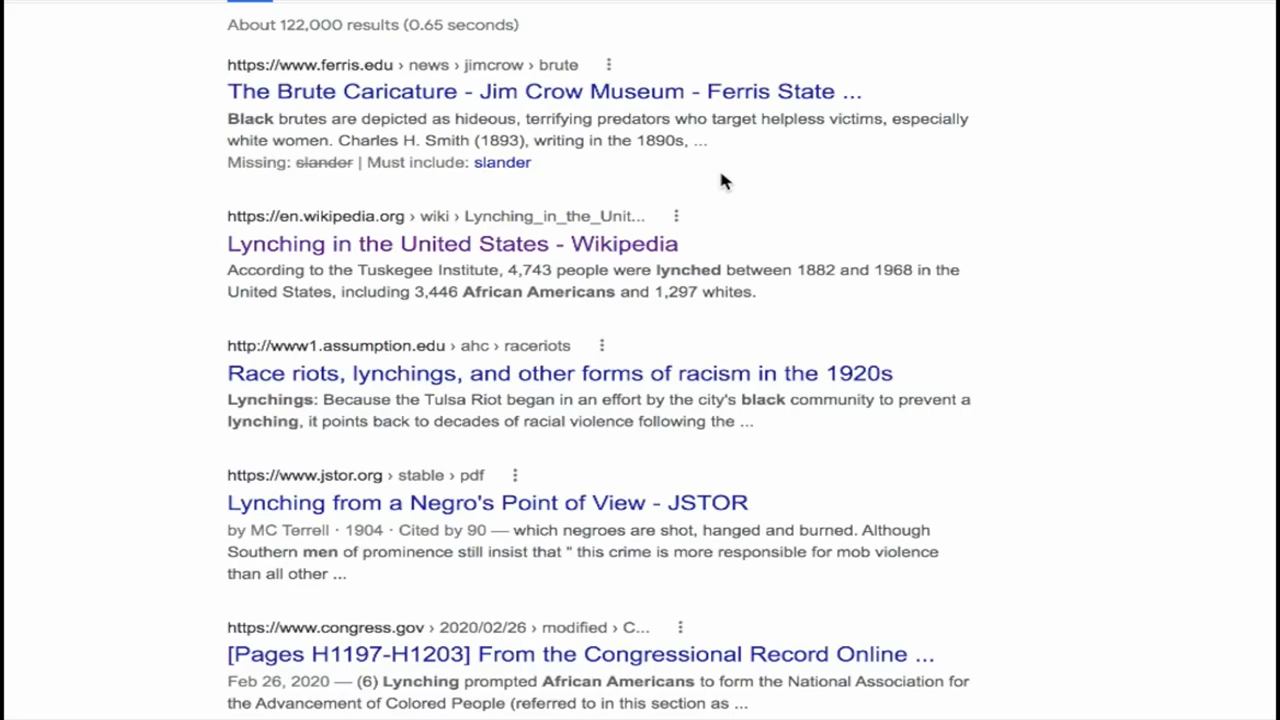 About 122,000 results (0.65 seconds)
https://www.ferris.edu › news › jimcrow › brute
The Brute Caricature - Jim Crow Museum - Ferris State ...
Black brutes are depicted as hideous, terrifying predators who target helpless victims, especially
white women. Charles H. Smith (1893), writing in the 1890s, ...
Missing: slander | Must include: slander
https://en.wikipedia.org › wiki › Lynching_in_the_Unit...
Lynching in the United States - Wikipedia
According to the Tuskegee Institute, 4,743 people were lynched between 1882 and 1968 in the
United States, including 3,446 African Americans and 1,297 whites.
http://www1.assumption.edu › ahc › raceriots
Race riots, lynchings, and other forms of racism in the 1920s
Lynchings: Because the Tulsa Riot began in an effort by the city's black community to prevent a
lynching, it points back to decades of racial violence following the ...
https://www.jstor.org › stable › pdf
Lynching from a Negro's Point of View - JSTOR
by MC Terrell · 1904 · Cited by 90 — which negroes are shot, hanged and burned. Although
Southern men of prominence still insist that " this crime is more responsible for mob violence
than all other ...
https://www.congress.gov › 2020/02/26 › modified › C...
[Pages H1197-H1203] From the Congressional Record Online ...
Feb 26, 2020 — (6) Lynching prompted African Americans to form the National Association for
the Advancement of Colored People (referred to in this section as ...